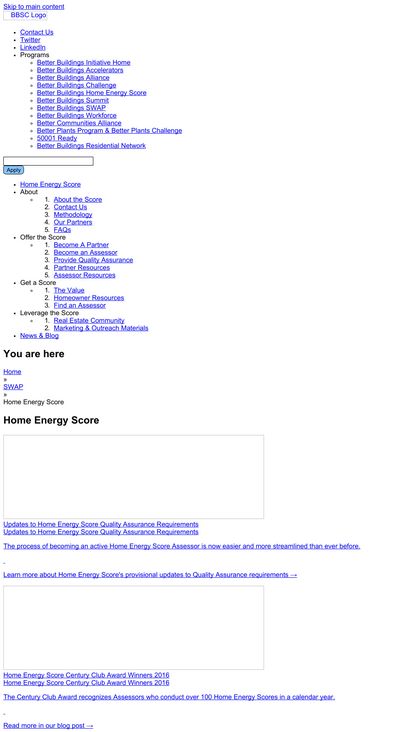 Skip to main content
BBSC Logo
Contact Us
Twitter
LinkedIn
Programs
Better Buildings Initiative Home
Better Buildings Accelerators
Better Buildings Alliance
Better Buildings Challenge
Better Buildings Home Energy Score
Better Buildings Summit
Better Buildings SWAP
Better Buildings Workforce
Better Communities Alliance
Better Plants Program & Better Plants Challenge
50001 Ready
Better Buildings Residential Network
Apply
Home Energy Score
About
1. About the Score
2. Contact Us
3. Methodology
4. Our Partners
5. FAQs
Offer the Score
1. Become A Partner
2. Become an Assessor
3. Provide Quality Assurance
4. Partner Resources
5. Assessor Resources
Get a Score
1. The Value
2. Homeowner Resources
3. Find an Assessor
Leverage the Score
1. Real Estate Community
2. Marketing & Outreach Materials
News & Blog
You are here
Home
»
SWAP
»
Home Energy Score
Home Energy Score
Updates to Home Energy Score Quality Assurance Requirements
Updates to Home Energy Score Quality Assurance Requirements
The process of becoming an active Home Energy Score Assessor is now easier and more streamlined than ever before.
Learn more about Home Energy Score's provisional updates to Quality Assurance requirements →
Home Energy Score Century Club Award Winners 2016
Home Energy Score Century Club Award Winners 2016
The Century Club Award recognizes Assessors who conduct over 100 Home Energy Scores in a calendar year.
Read more in our blog post →